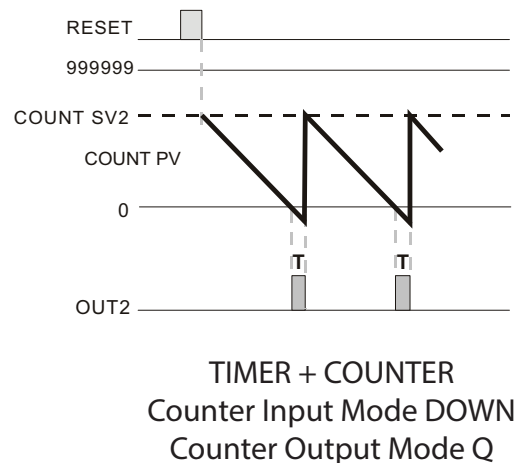 RESET
999999
COUNT SV2
COUNT PV
0
T T
OUT2
TIMER + COUNTER
Counter Input Mode DOWN
Counter Output Mode Q